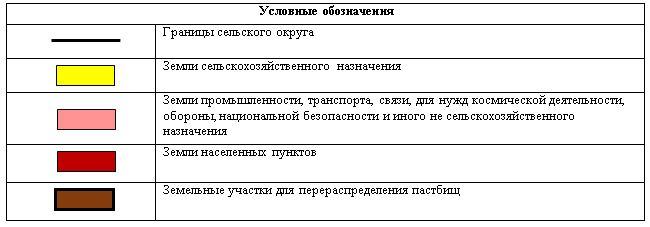 Условные обозначения
Границы сельского округа
Земли сельскохозяйственного назначения
Земли промышленности, транспорта, связи, для нужд космической деятельности,
обороны, национальной безопасности и иного не сельскохозяйственного
назначения
Земли населенных пунктов
Земельные участки для перераспределения пастбищ